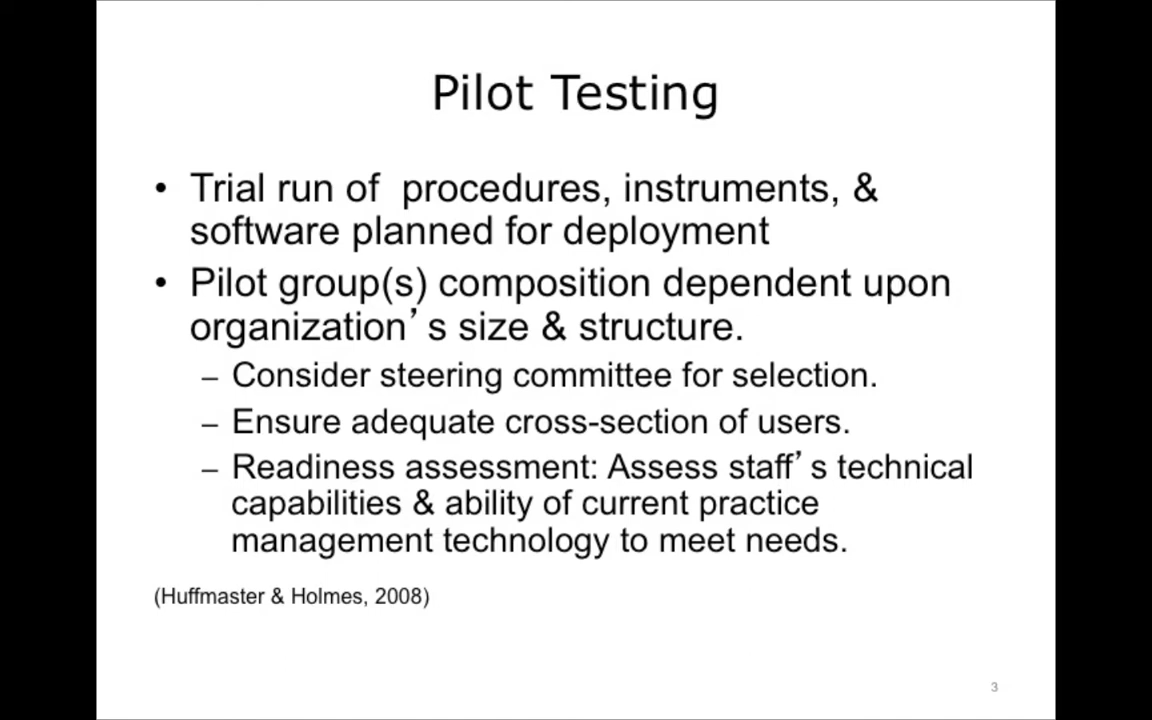 Pilot Testing
• Trial run of  procedures, instruments, &
software planned for deployment
• Pilot group(s) composition dependent upon
organization’s size & structure.
– Consider steering committee for selection.
– Ensure adequate cross-section of users.
– Readiness assessment: Assess staff’s technical
capabilities & ability of current practice
management technology to meet needs.
(Huffmaster & Holmes, 2008)
3